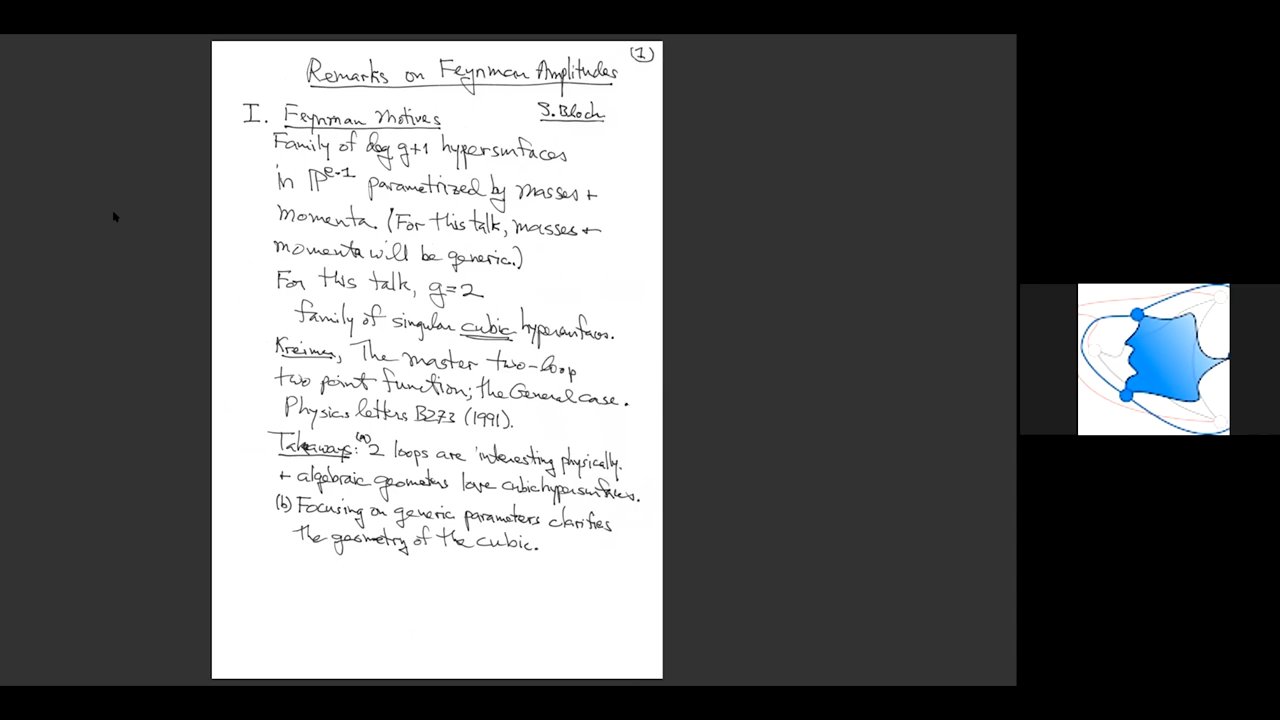 (1)
Remarks on Feynman Amplitudes
S. Bloch
I. Feynman Motives
Family of deg g+1 hypersurfaces
in ℙ^{e-1} parametrized by masses +
momenta. (For this talk, masses +
momenta will be generic.)
For this talk, g=2
family of singular cubic hypersurfaces.
Kreimer, The master two-loop
two point function; the General case.
Physics letters B273 (1991).
Takeaways: (a) 2 loops are interesting physically.
+ algebraic geometers love cubic hypersurfaces.
(b) Focusing on generic parameters clarifies
the geometry of the cubic.